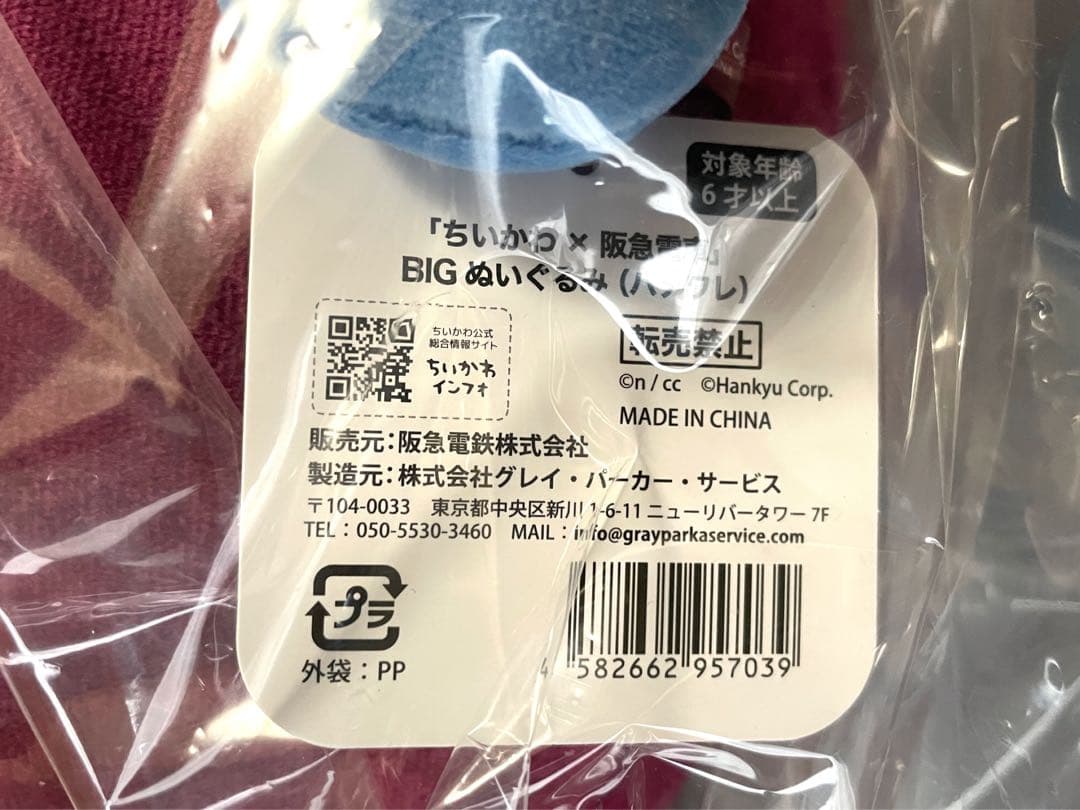 対象年齢
6才以上
「ちいかわ × 阪急電車」
BIG ぬいぐるみ（ハチワレ）
ちいかわ公式
総合情報サイト
ちいかわ
インフォ
転売禁止
©n / cc ©Hankyu Corp.
MADE IN CHINA
販売元：阪急電鉄株式会社
製造元：株式会社グレイ・パーカー・サービス
〒104-0033 東京都中央区新川 1-6-11 ニューリバータワー 7F
TEL：050-5530-3460 MAIL：info@grayparkaservice.com
プラ
外袋：PP
4 582662 957039